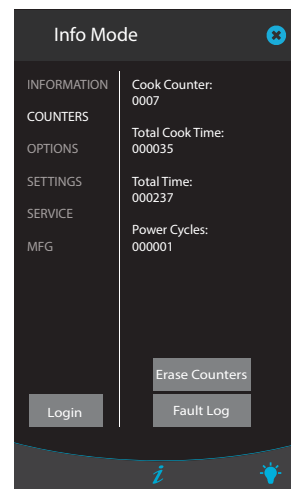 Info Mode
INFORMATION
COUNTERS
OPTIONS
SETTINGS
SERVICE
MFG
Cook Counter:
0007
Total Cook Time:
000035
Total Time:
000237
Power Cycles:
000001
Erase Counters
Login
Fault Log
i